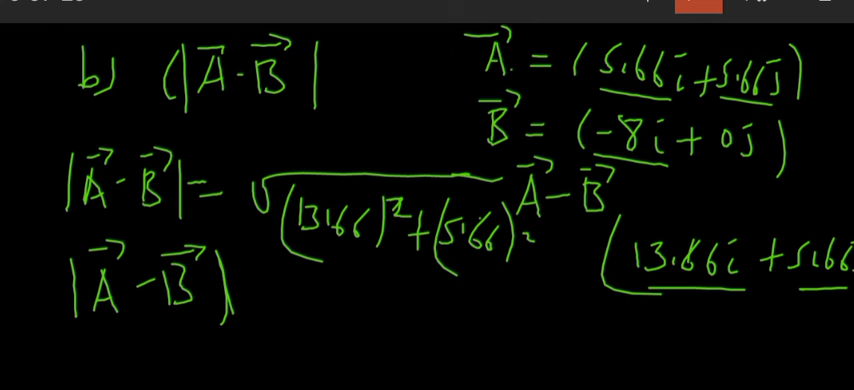 b) (|A⃗ - B⃗|
A⃗. = (5.66i + 5.66j)
B⃗ = (-8i + 0j)
|A⃗ - B⃗| = √(13.66)² + (5.66)²
A⃗ - B⃗
(13.66i + 5.66
|A⃗ - B⃗)